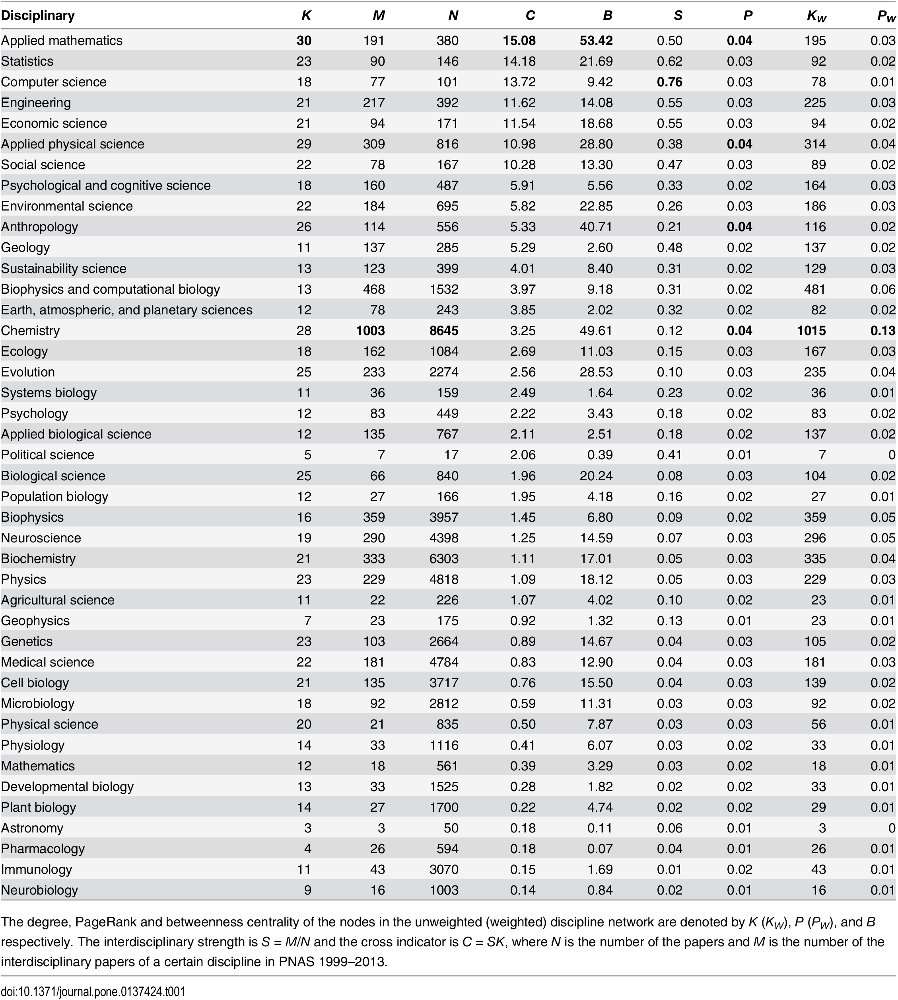 Disciplinary K M N C B S P KW PW
Applied mathematics 30 191 380 15.08 53.42 0.50 0.04 195 0.03
Statistics 23 90 146 14.18 21.69 0.62 0.03 92 0.02
Computer science 18 77 101 13.72 9.42 0.76 0.03 78 0.01
Engineering 21 217 392 11.62 14.08 0.55 0.03 225 0.03
Economic science 21 94 171 11.54 18.68 0.55 0.03 94 0.02
Applied physical science 29 309 816 10.98 28.80 0.38 0.04 314 0.04
Social science 22 78 167 10.28 13.30 0.47 0.03 89 0.02
Psychological and cognitive science 18 160 487 5.91 5.56 0.33 0.02 164 0.03
Environmental science 22 184 695 5.82 22.85 0.26 0.03 186 0.03
Anthropology 26 114 556 5.33 40.71 0.21 0.04 116 0.02
Geology 11 137 285 5.29 2.60 0.48 0.02 137 0.02
Sustainability science 13 123 399 4.01 8.40 0.31 0.02 129 0.03
Biophysics and computational biology 13 468 1532 3.97 9.18 0.31 0.02 481 0.06
Earth, atmospheric, and planetary sciences 12 78 243 3.85 2.02 0.32 0.02 82 0.02
Chemistry 28 1003 8645 3.25 49.61 0.12 0.04 1015 0.13
Ecology 18 162 1084 2.69 11.03 0.15 0.03 167 0.03
Evolution 25 233 2274 2.56 28.53 0.10 0.03 235 0.04
Systems biology 11 36 159 2.49 1.64 0.23 0.02 36 0.01
Psychology 12 83 449 2.22 3.43 0.18 0.02 83 0.02
Applied biological science 12 135 767 2.11 2.51 0.18 0.02 137 0.02
Political science 5 7 17 2.06 0.39 0.41 0.01 7 0
Biological science 25 66 840 1.96 20.24 0.08 0.03 104 0.02
Population biology 12 27 166 1.95 4.18 0.16 0.02 27 0.01
Biophysics 16 359 3957 1.45 6.80 0.09 0.02 359 0.05
Neuroscience 19 290 4398 1.25 14.59 0.07 0.03 296 0.05
Biochemistry 21 333 6303 1.11 17.01 0.05 0.03 335 0.04
Physics 23 229 4818 1.09 18.12 0.05 0.03 229 0.03
Agricultural science 11 22 226 1.07 4.02 0.10 0.02 23 0.01
Geophysics 7 23 175 0.92 1.32 0.13 0.01 23 0.01
Genetics 23 103 2664 0.89 14.67 0.04 0.03 105 0.02
Medical science 22 181 4784 0.83 12.90 0.04 0.03 181 0.03
Cell biology 21 135 3717 0.76 15.50 0.04 0.03 139 0.02
Microbiology 18 92 2812 0.59 11.31 0.03 0.03 92 0.02
Physical science 20 21 835 0.50 7.87 0.03 0.03 56 0.01
Physiology 14 33 1116 0.41 6.07 0.03 0.02 33 0.01
Mathematics 12 18 561 0.39 3.29 0.03 0.02 18 0.01
Developmental biology 13 33 1525 0.28 1.82 0.02 0.02 33 0.01
Plant biology 14 27 1700 0.22 4.74 0.02 0.02 29 0.01
Astronomy 3 3 50 0.18 0.11 0.06 0.01 3 0
Pharmacology 4 26 594 0.18 0.07 0.04 0.01 26 0.01
Immunology 11 43 3070 0.15 1.69 0.01 0.02 43 0.01
Neurobiology 9 16 1003 0.14 0.84 0.02 0.01 16 0.01
The degree, PageRank and betweenness centrality of the nodes in the unweighted (weighted) discipline network are denoted by K (KW), P (PW), and B
respectively. The interdisciplinary strength is S = M/N and the cross indicator is C = SK, where N is the number of the papers and M is the number of the
interdisciplinary papers of a certain discipline in PNAS 1999–2013.
doi:10.1371/journal.pone.0137424.t001